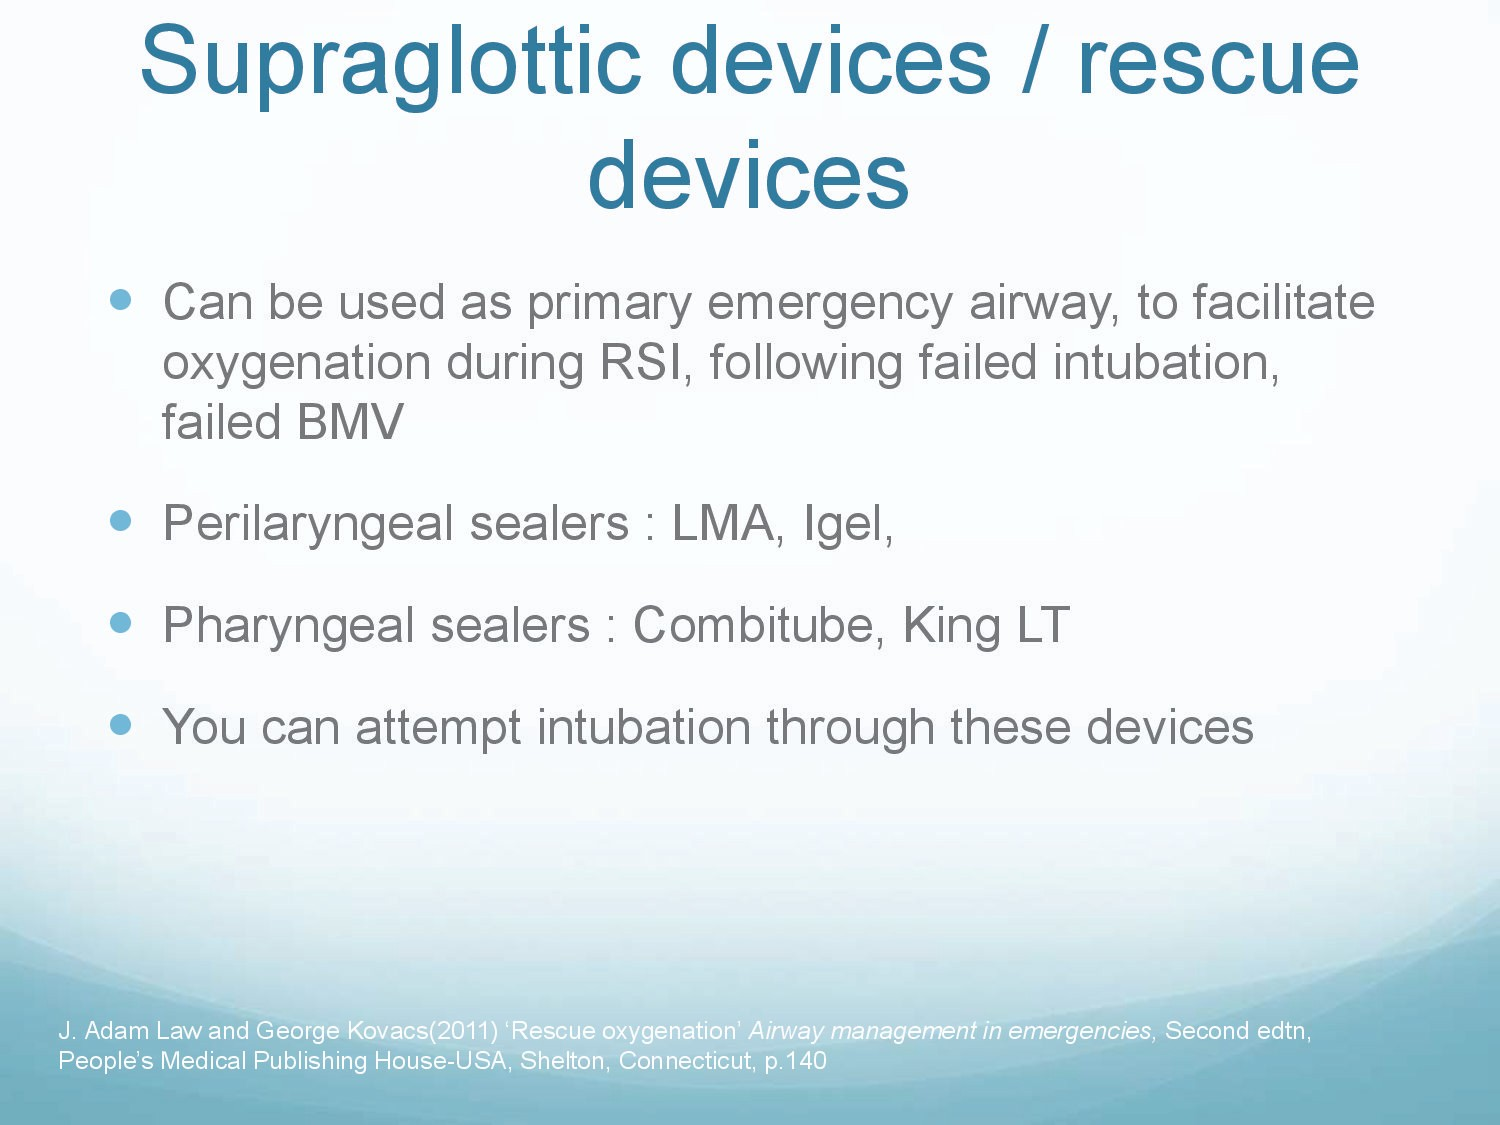 Supraglottic devices / rescue
devices
Can be used as primary emergency airway, to facilitate
oxygenation during RSI, following failed intubation,
failed BMV
Perilaryngeal sealers : LMA, Igel,
Pharyngeal sealers : Combitube, King LT
You can attempt intubation through these devices
J. Adam Law and George Kovacs(2011) ‘Rescue oxygenation’ Airway management in emergencies, Second edtn,
People’s Medical Publishing House-USA, Shelton, Connecticut, p.140